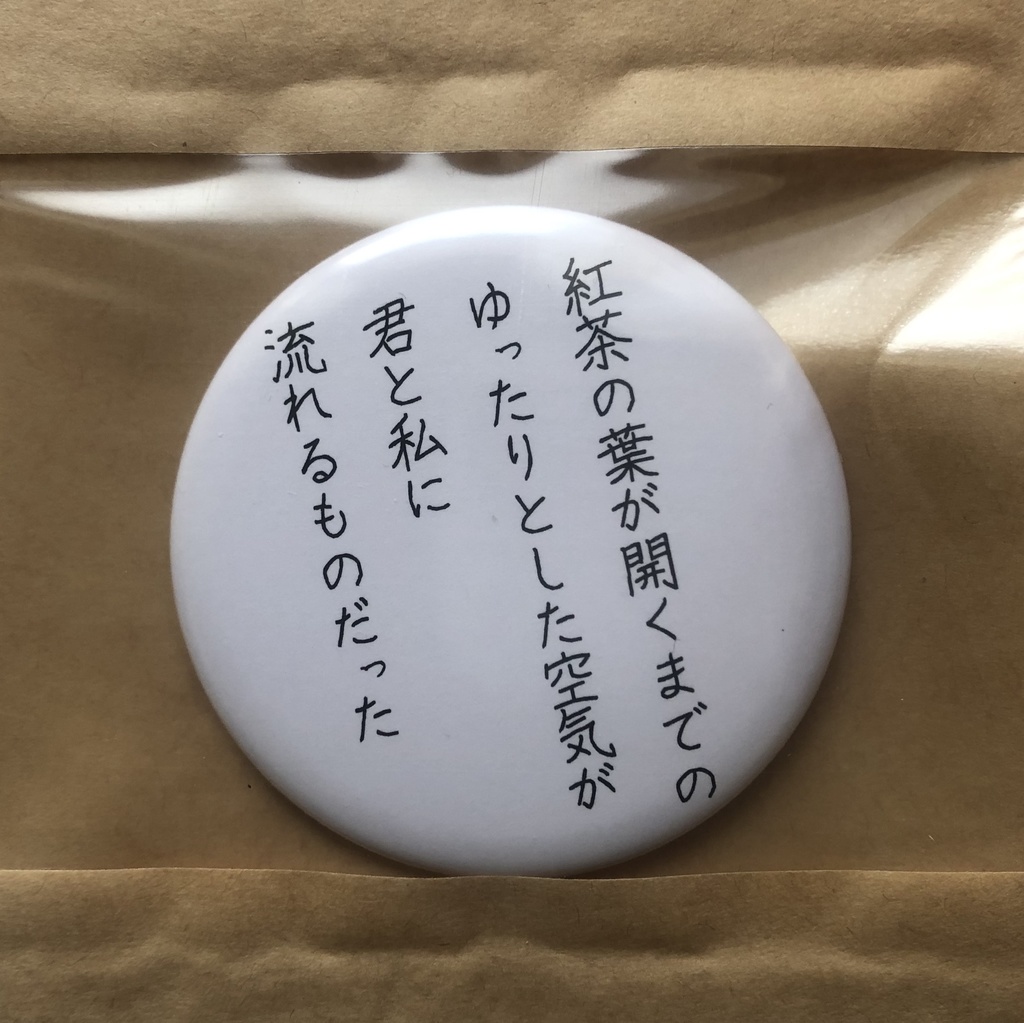 紅茶の葉が開くまでの
ゆったりとした空気が
君と私に
流れるものだった